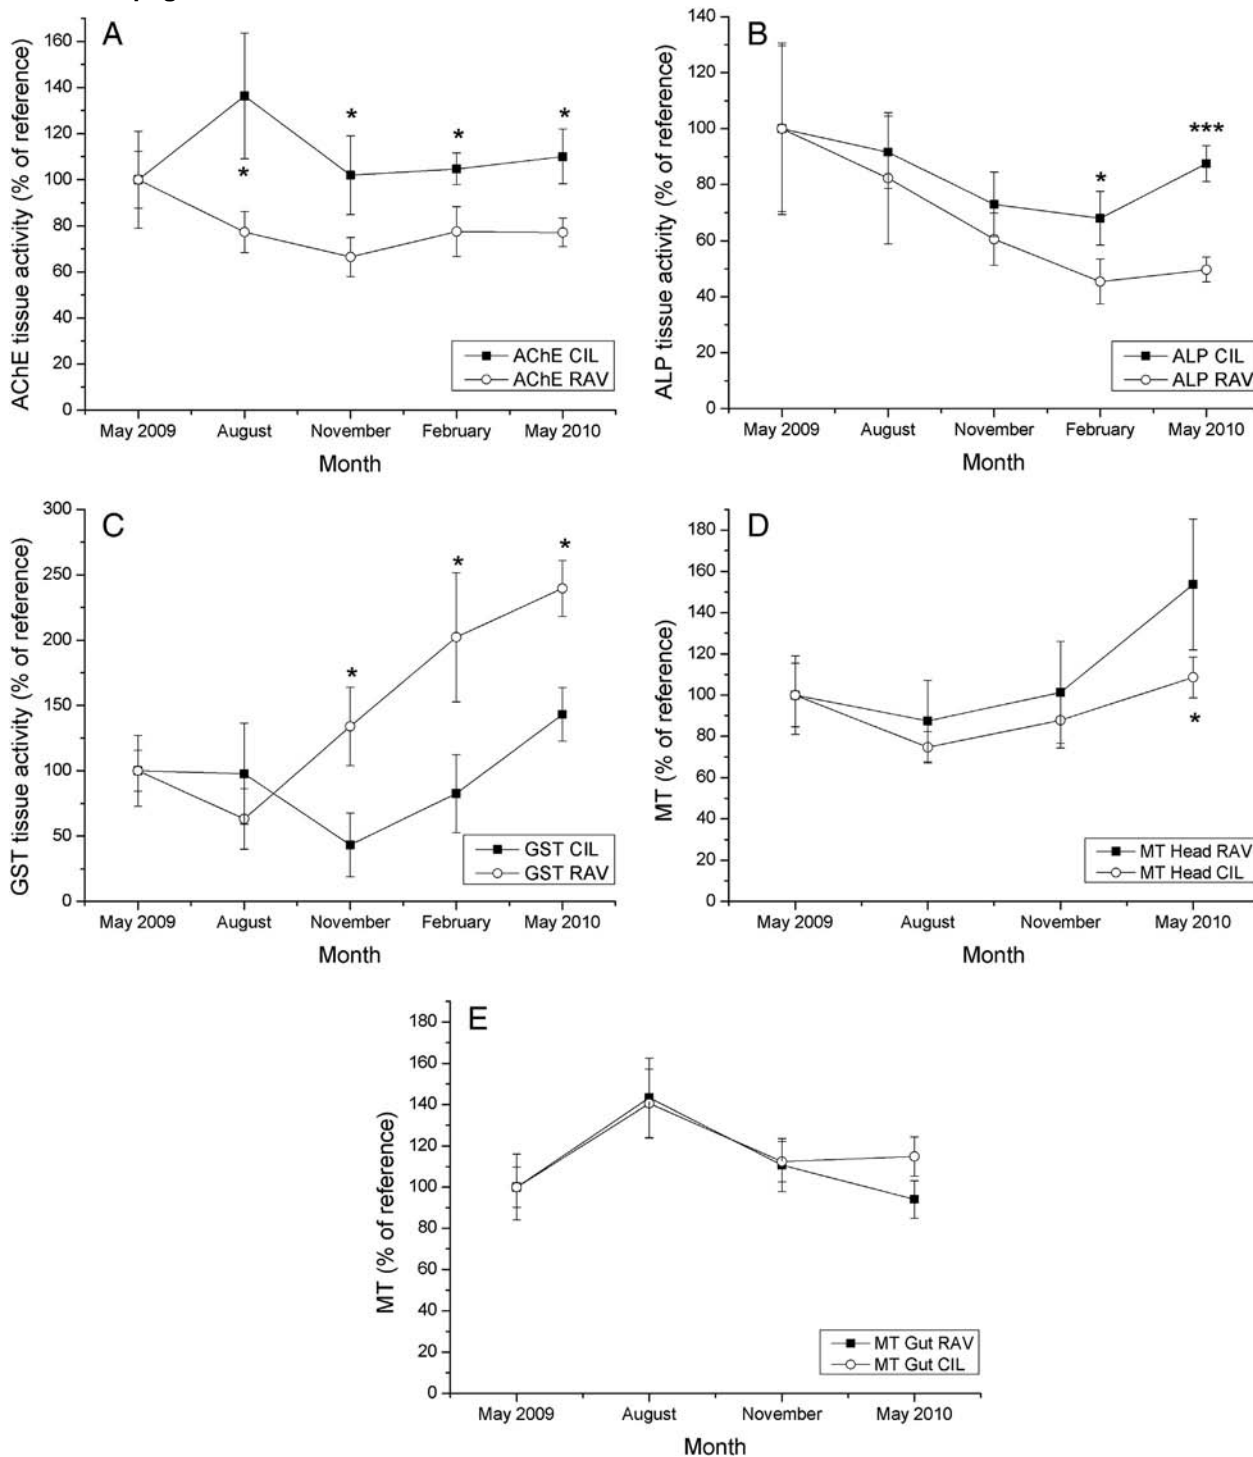 A
AChE tissue activity (% of reference)
160
140
120
100
80
60
40
20
0
*
*
*
*
AChE CIL
AChE RAV
May 2009 August November February May 2010
Month
B
ALP tissue activity (% of reference)
140
120
100
80
60
40
20
0
*
***
ALP CIL
ALP RAV
May 2009 August November February May 2010
Month
C
GST tissue activity (% of reference)
300
250
200
150
100
50
0
*
*
*
GST CIL
GST RAV
May 2009 August November February May 2010
Month
D
MT (% of reference)
180
160
140
120
100
80
60
40
20
0
*
MT Head RAV
MT Head CIL
May 2009 August November May 2010
Month
E
MT (% of reference)
180
160
140
120
100
80
60
40
20
0
MT Gut RAV
MT Gut CIL
May 2009 August November May 2010
Month